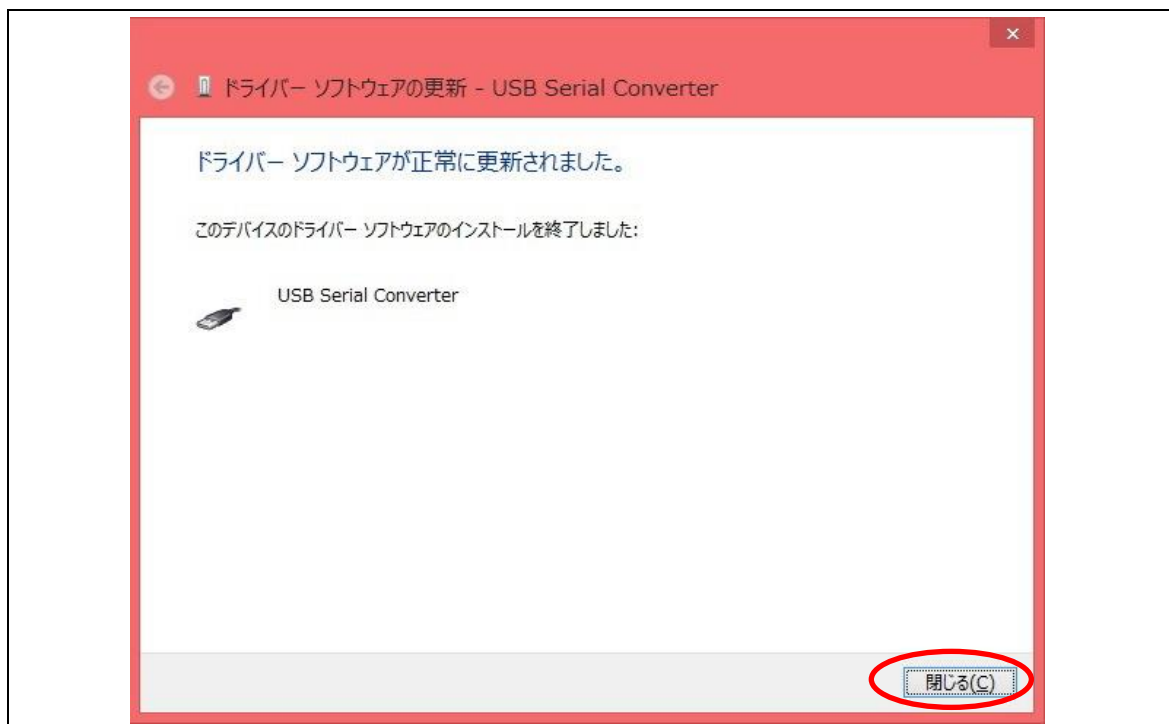 ドライバー ソフトウェアの更新 - USB Serial Converter
ドライバー ソフトウェアが正常に更新されました。
このデバイスのドライバー ソフトウェアのインストールを終了しました:
USB Serial Converter
閉じる(C)